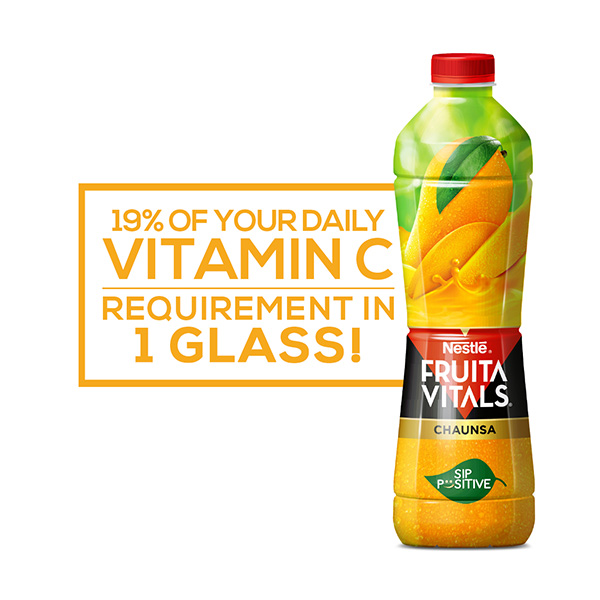 19% OF YOUR DAILY
VITAMIN C
REQUIREMENT IN
1 GLASS!
Nestlé®
FRUITA
VITALS®
CHAUNSA
SIP
POSITIVE